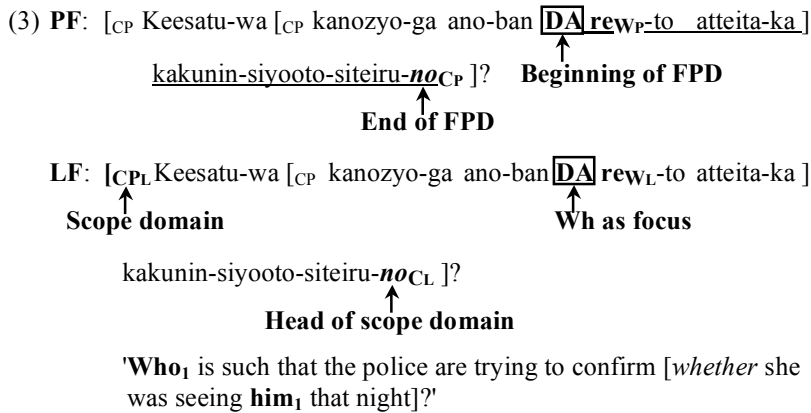 (3) PF: [CP Keesatu-wa [CP kanozyo-ga ano-ban DA reWP-to atteita-ka ]
kakunin-siyooto-siteiru-noCP ]? Beginning of FPD
End of FPD
LF: [CPL Keesatu-wa [CP kanozyo-ga ano-ban DA reWL-to atteita-ka ]
Scope domain Wh as focus
kakunin-siyooto-siteiru-noCL ]?
Head of scope domain
'Who1 is such that the police are trying to confirm [whether she
was seeing him1 that night]?'